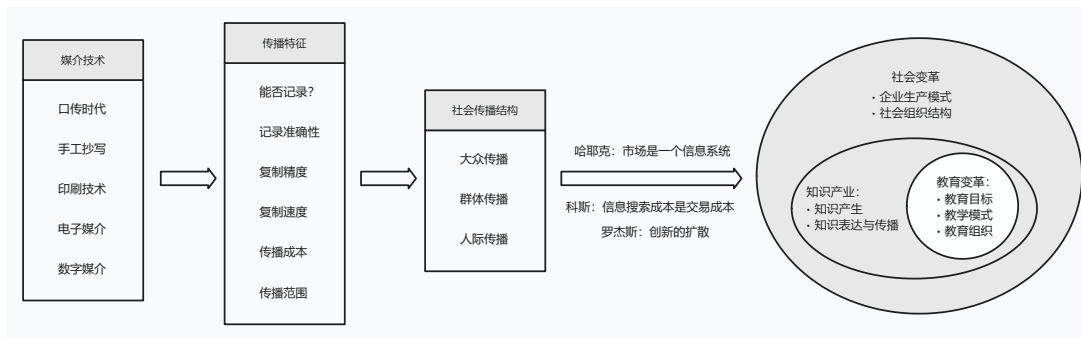 媒介技术
口传时代
手工抄写
印刷技术
电子媒介
数字媒介
传播特征
能否记录？
记录准确性
复制精度
复制速度
传播成本
传播范围
社会传播结构
大众传播
群体传播
人际传播
哈耶克：市场是一个信息系统
科斯：信息搜索成本是交易成本
罗杰斯：创新的扩散
社会变革
·企业生产模式
·社会组织结构
知识产业：
·知识产生
·知识表达与传播
教育变革：
·教育目标
·教学模式
·教育组织